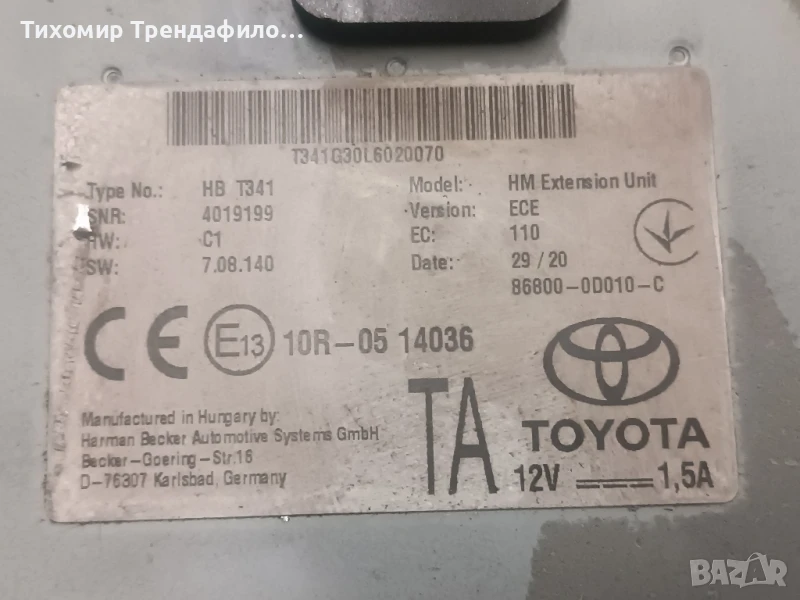 Тихомир Трендафило...
T341G30L6020070
Type No.: HB T341
SNR: 4019199
HW: C1
SW: 7.08.140
Model: HM Extension Unit
Version: ECE
EC: 110
Date: 29 / 20
86800-0D010-C
CE E13 10R-05 14036
Manufactured in Hungary by:
Harman Becker Automotive Systems GmbH
Becker-Goering-Str.16
D-76307 Karlsbad, Germany
TA
TOYOTA
12V 1,5A
BAZAR